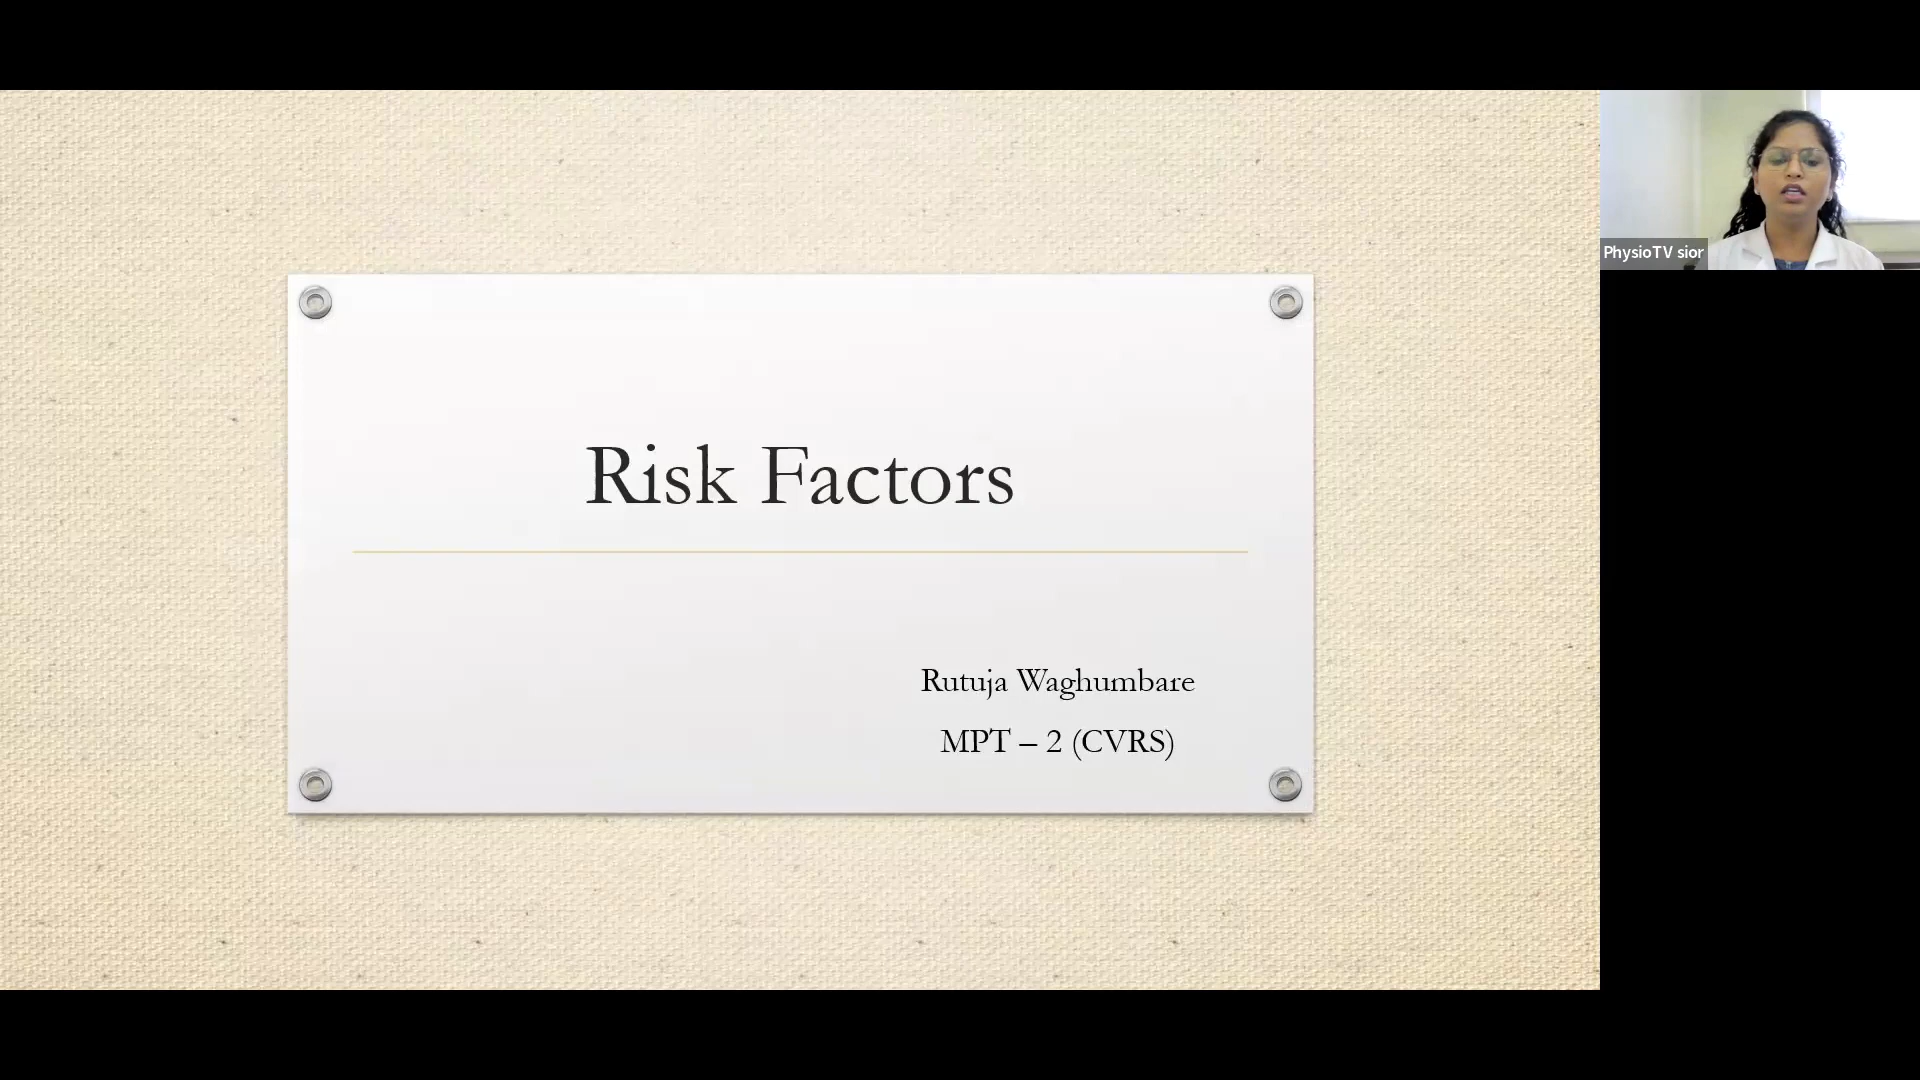 Risk Factors
Rutuja Waghumbare
MPT – 2 (CVRS)
PhysioTV sior